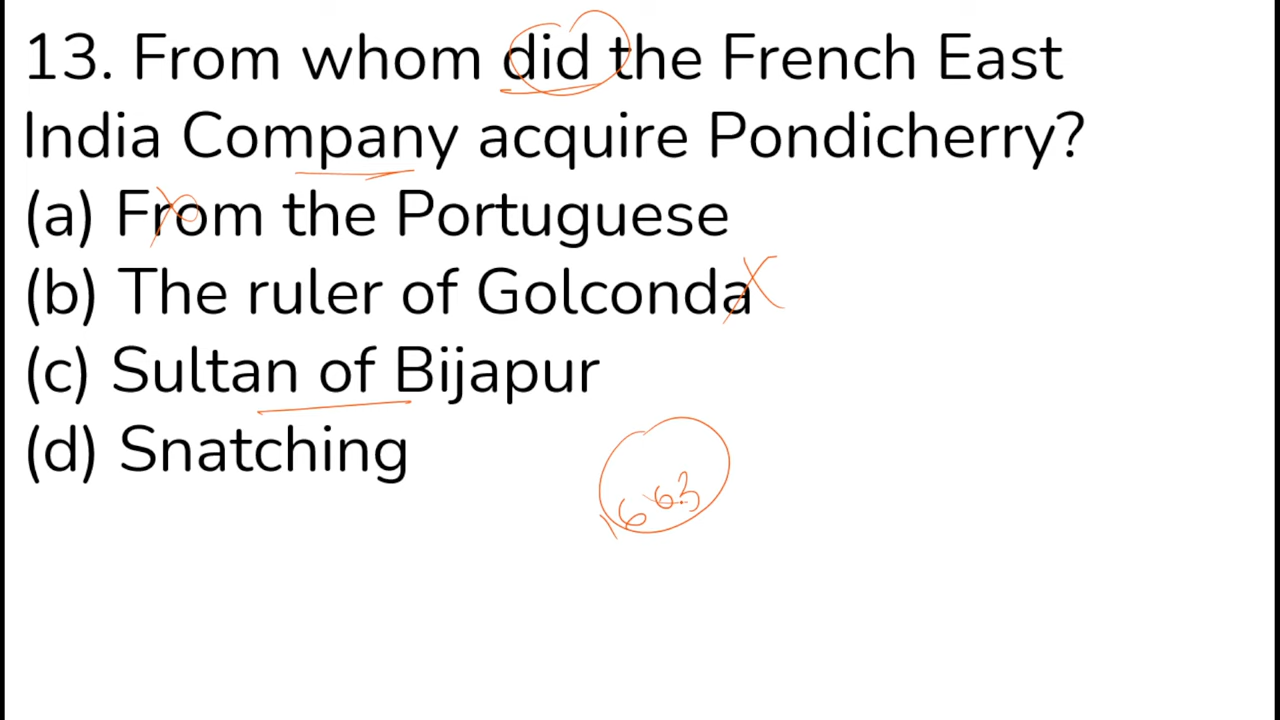 13. From whom did the French East
India Company acquire Pondicherry?
(a) From the Portuguese
(b) The ruler of Golconda
(c) Sultan of Bijapur
(d) Snatching
1663